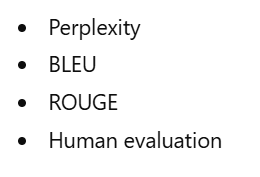 • Perplexity
• BLEU
• ROUGE
• Human evaluation